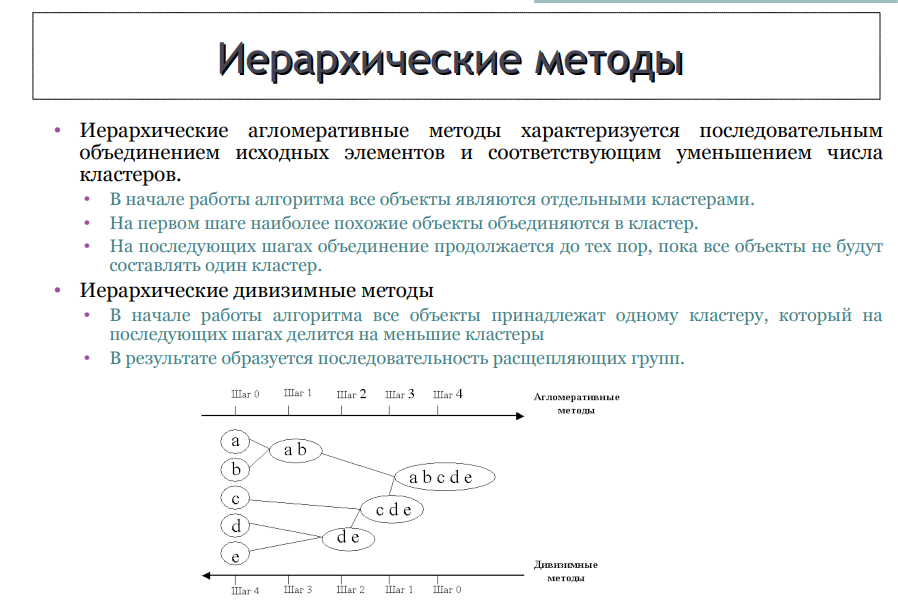 Иерархические методы
• Иерархические агломеративные методы характеризуется последовательным
объединением исходных элементов и соответствующим уменьшением числа
кластеров.
• В начале работы алгоритма все объекты являются отдельными кластерами.
• На первом шаге наиболее похожие объекты объединяются в кластер.
• На последующих шагах объединение продолжается до тех пор, пока все объекты не будут
составлять один кластер.
• Иерархические дивизимные методы
• В начале работы алгоритма все объекты принадлежат одному кластеру, который на
последующих шагах делится на меньшие кластеры
• В результате образуется последовательность расщепляющих групп.
Шаг 0 Шаг 1 Шаг 2 Шаг 3 Шаг 4
Агломеративные
методы
a
a b
b
a b c d e
c
c d e
d
d e
e
Дивизимные
методы
Шаг 4 Шаг 3 Шаг 2 Шаг 1 Шаг 0